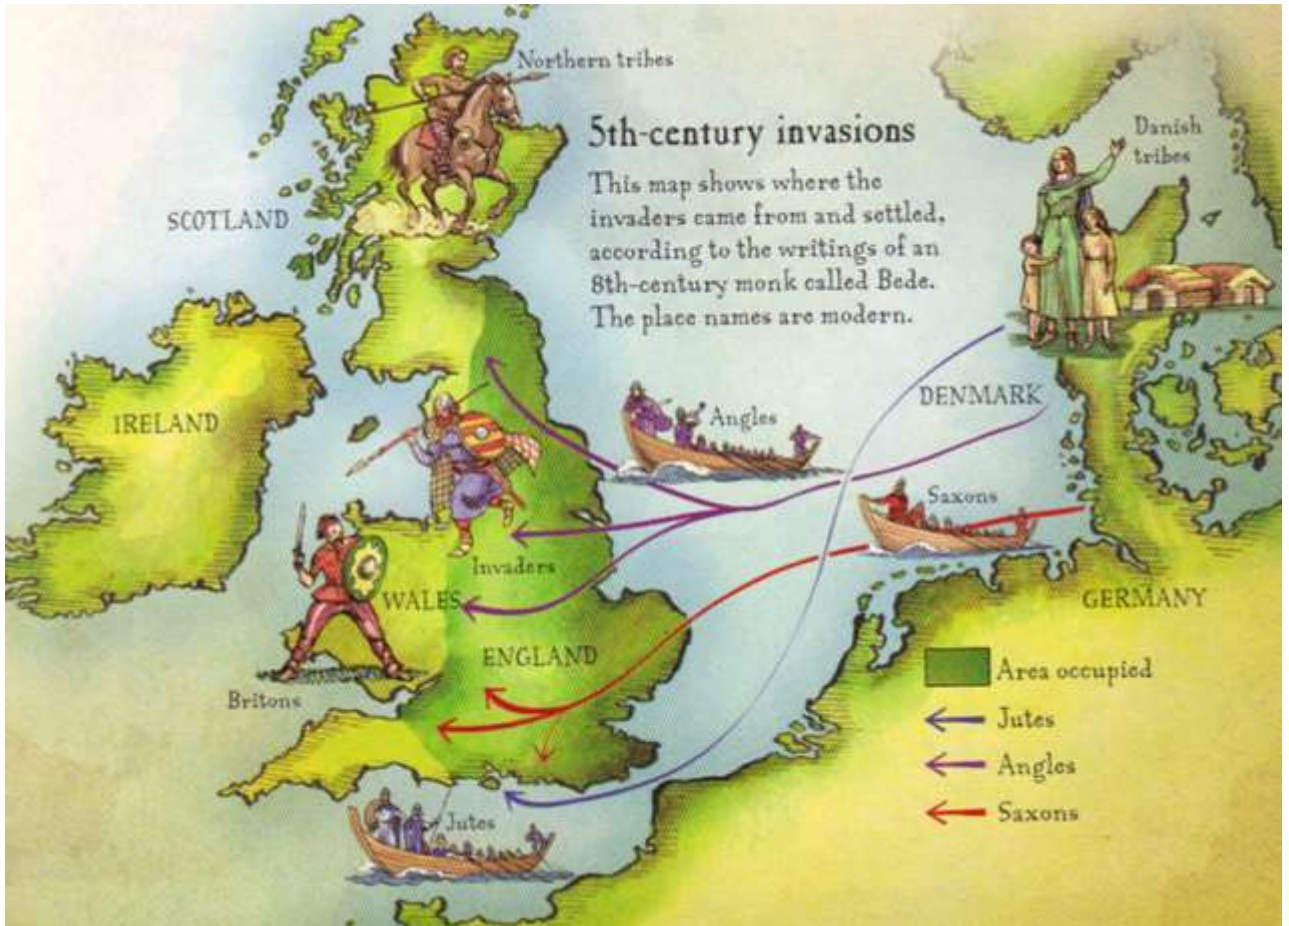 Northern tribes
5th-century invasions
This map shows where the
invaders came from and settled,
according to the writings of an
8th-century monk called Bede.
The place names are modern.
Danish
tribes
SCOTLAND
IRELAND
DENMARK
Angles
Saxons
Invaders
WALES
GERMANY
ENGLAND
Britons
Jutes
Area occupied
Jutes
Angles
Saxons